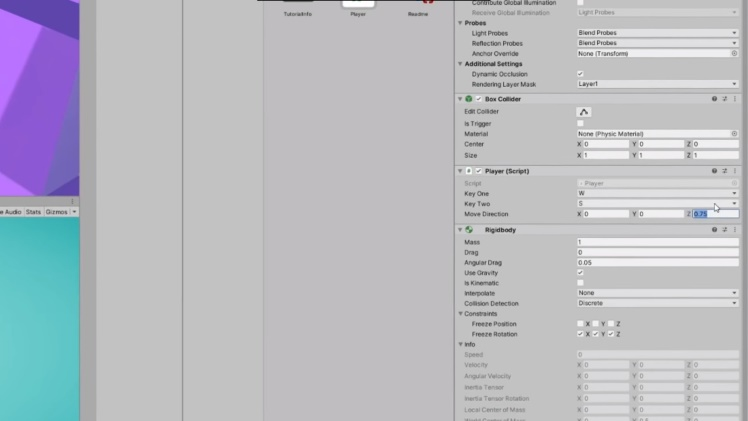 TutorialInfo Player Readme
Contribute Global Illumination
Receive Global Illumination Light Probes
Probes
Light Probes Blend Probes
Reflection Probes Blend Probes
Anchor Override None (Transform)
Additional Settings
Dynamic Occlusion
Rendering Layer Mask Layer1
Box Collider
Edit Collider
Is Trigger
Material None (Physic Material)
Center X 0 Y 0 Z 0
Size X 1 Y 1 Z 1
Player (Script)
Script Player
Key One W
Key Two S
Move Direction X 0 Y 0 Z 0.75
e Audio Stats Gizmos
Rigidbody
Mass 1
Drag 0
Angular Drag 0.05
Use Gravity
Is Kinematic
Interpolate None
Collision Detection Discrete
Constraints
Freeze Position X Y Z
Freeze Rotation X Y Z
Info
Speed 0
Velocity X 0 Y 0 Z 0
Angular Velocity X 0 Y 0 Z 0
Inertia Tensor X 0 Y 0 Z 0
Inertia Tensor Rotation X 0 Y 0 Z 0
Local Center of Mass X 0 Y 0 Z 0